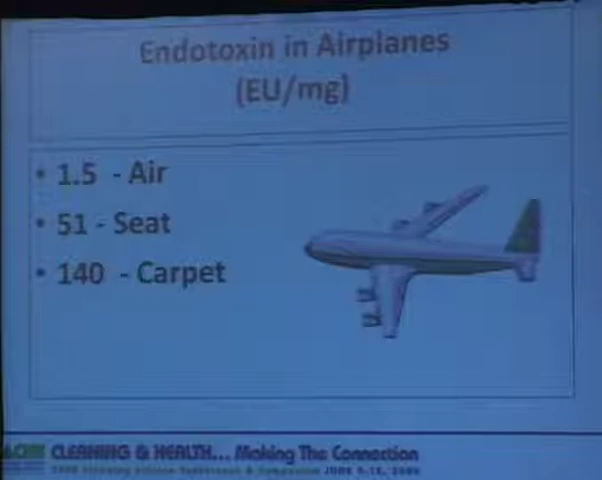 Endotoxin in Airplanes
(EU/mg)
• 1.5 - Air
• 51 - Seat
• 140 - Carpet
CLEANING & HEALTH... Making The Connection